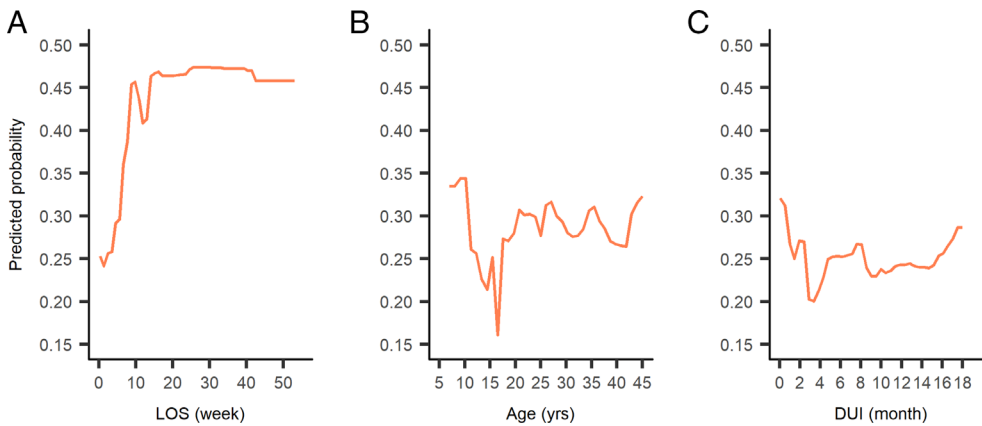 A
B
C
Predicted probability
0.50
0.45
0.40
0.35
0.30
0.25
0.20
0.15
0 10 20 30 40 50
LOS (week)
0.50
0.45
0.40
0.35
0.30
0.25
0.20
0.15
5 10 15 20 25 30 35 40 45
Age (yrs)
0.50
0.45
0.40
0.35
0.30
0.25
0.20
0.15
0 2 4 6 8 10 12 14 16 18
DUI (month)